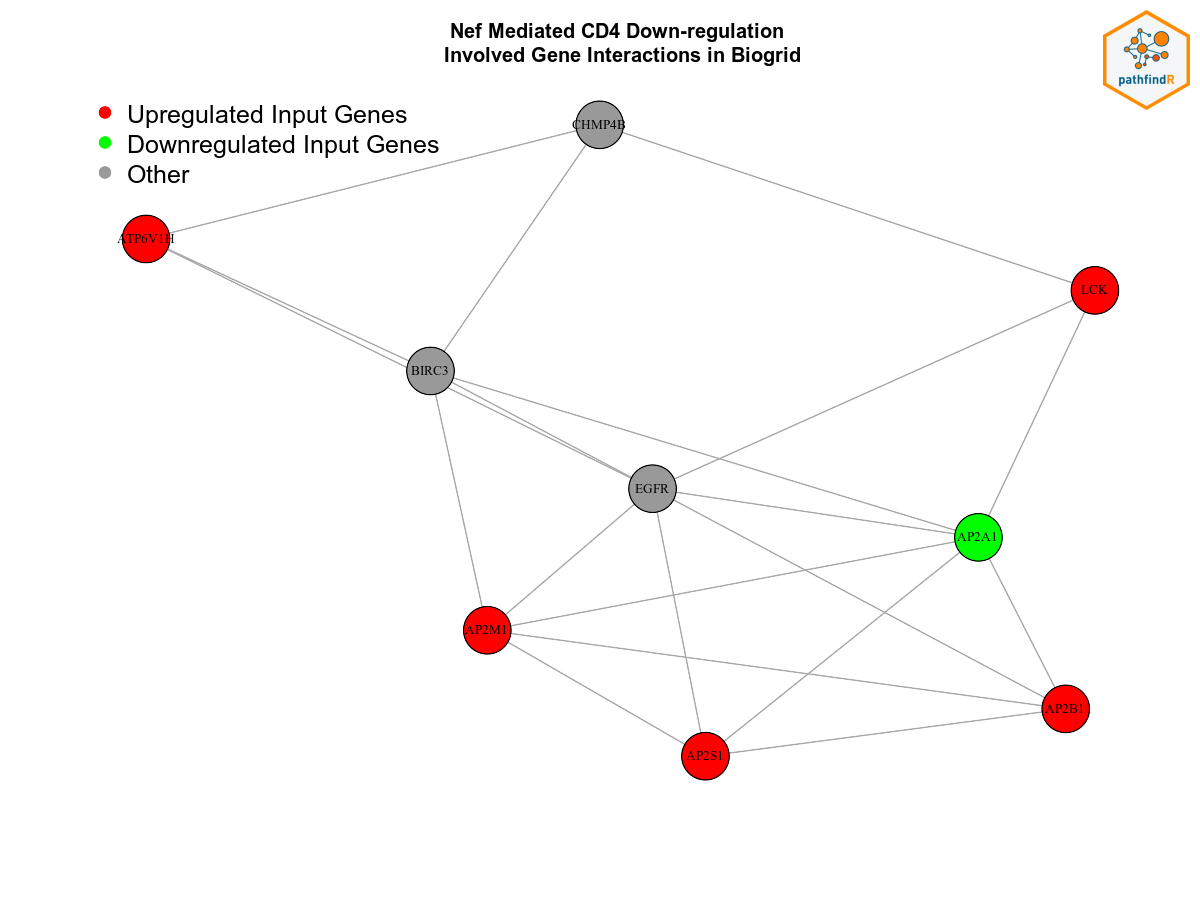 Nef Mediated CD4 Down-regulation
Involved Gene Interactions in Biogrid
pathfindR
Upregulated Input Genes
Downregulated Input Genes
Other
CHMP4B
ATP6V1H
LCK
BIRC3
EGFR
AP2A1
AP2M1
AP2B1
AP2S1